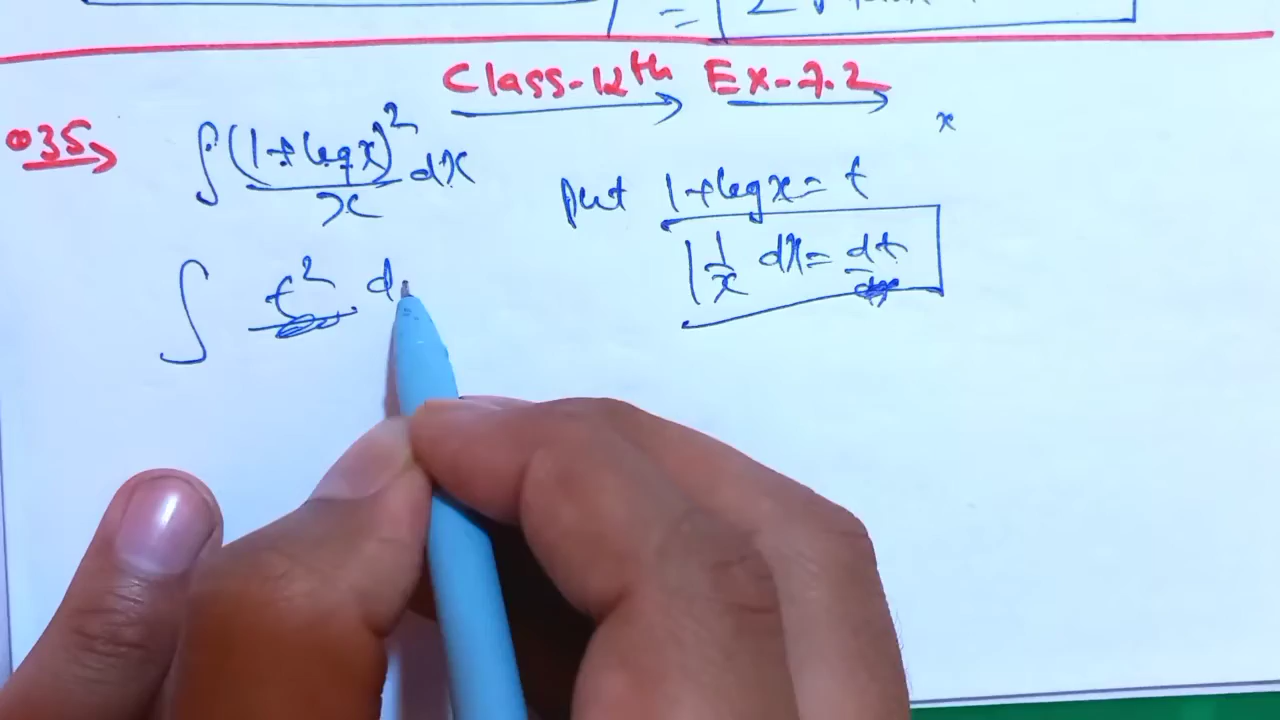 Class-12th Ex-7.2
Q35→ ∫ (1+log x)² / x dx
put 1+log x = t
1/x dx = dt
∫ t² d
x